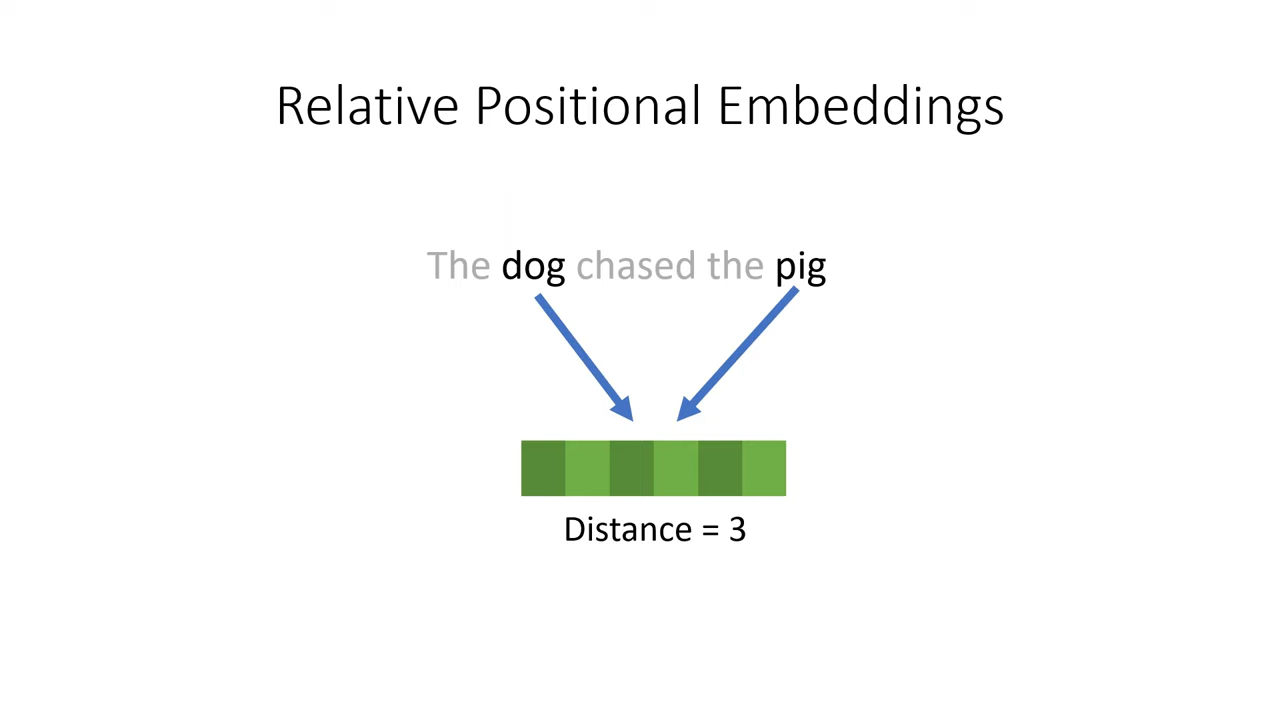 Relative Positional Embeddings
The dog chased the pig
Distance = 3